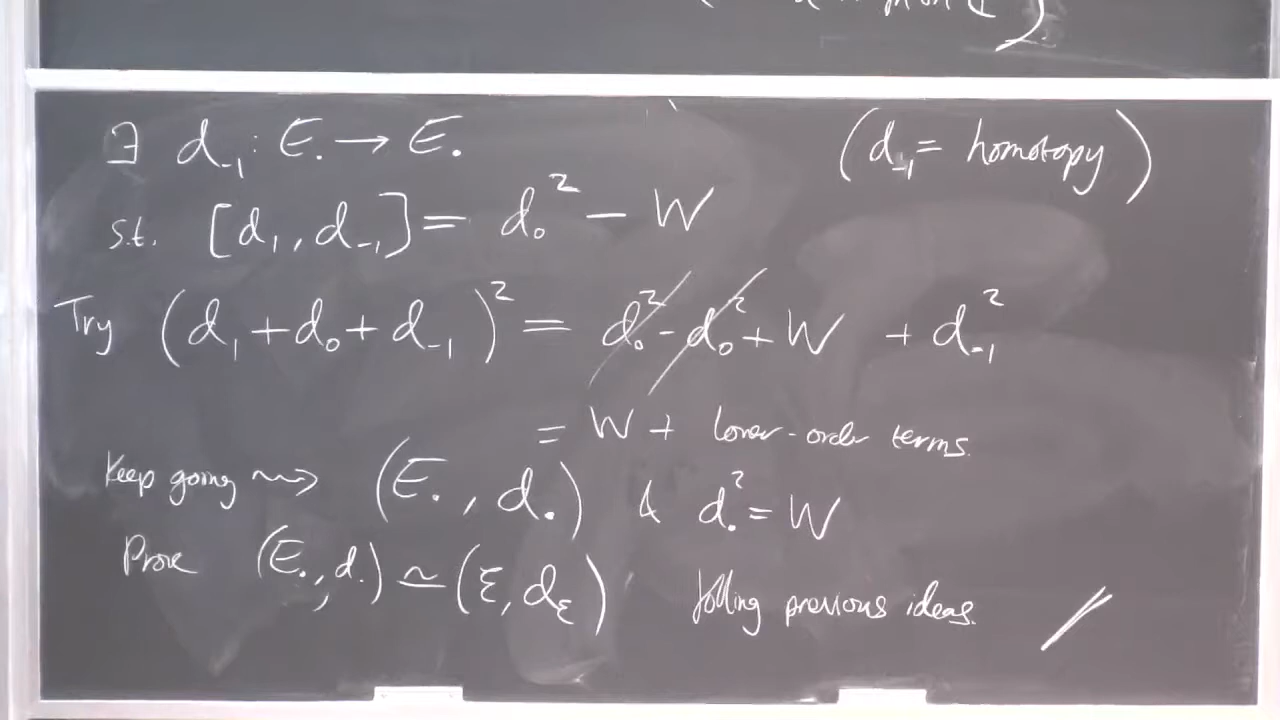 ∃ d₋₁ : E. → E. (d₋₁ = homotopy)
s.t. [d₁, d₋₁] = d₀² − W
Try (d₁ + d₀ + d₋₁)² = d₀² − d₀² + W + d₋₁²
= W + lower-order terms.
Keep going ⇝ (E., d.) & d.² = W
Prove (E., d.) ≃ (ℰ, d_ℰ) folling previous ideas. /